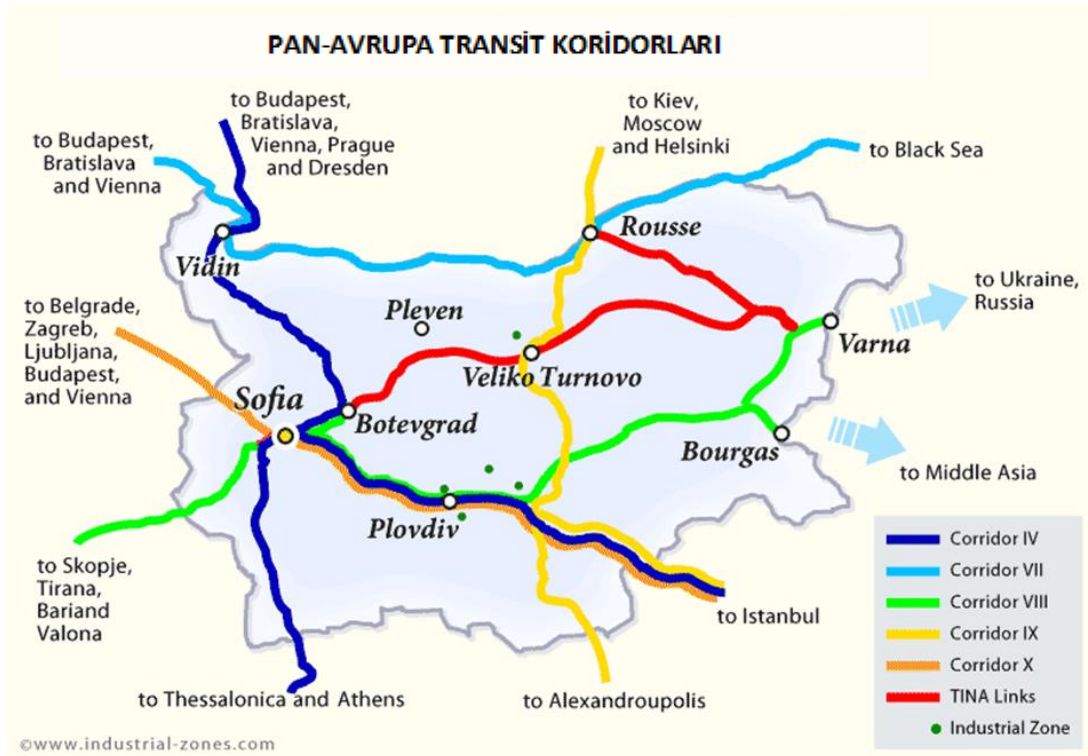 PAN-AVRUPA TRANSİT KORİDORLARI
to Budapest,
Bratislava,
Vienna, Prague
and Dresden
to Kiev,
Moscow
and Helsinki
to Budapest,
Bratislava
and Vienna
to Black Sea
Rousse
Vidin
to Ukraine,
Russia
to Belgrade,
Zagreb,
Ljubljana,
Budapest,
and Vienna
Pleven
Varna
Veliko Turnovo
Sofia
Botevgrad
Bourgas
to Middle Asia
Plovdiv
to Skopje,
Tirana,
Bariand
Valona
to Istanbul
to Thessalonica and Athens
to Alexandroupolis
Corridor IV
Corridor VII
Corridor VIII
Corridor IX
Corridor X
TINA Links
Industrial Zone
©www.industrial-zones.com